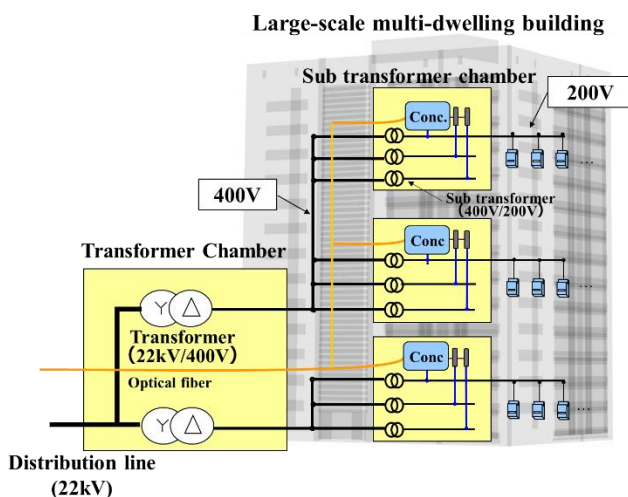 Large-scale multi-dwelling building
Sub transformer chamber
200V
Conc.
400V
Sub transformer
(400V/200V)
...
Transformer Chamber
Conc
Transformer
(22kV/400V)
...
Optical fiber
Conc
...
Distribution line
(22kV)